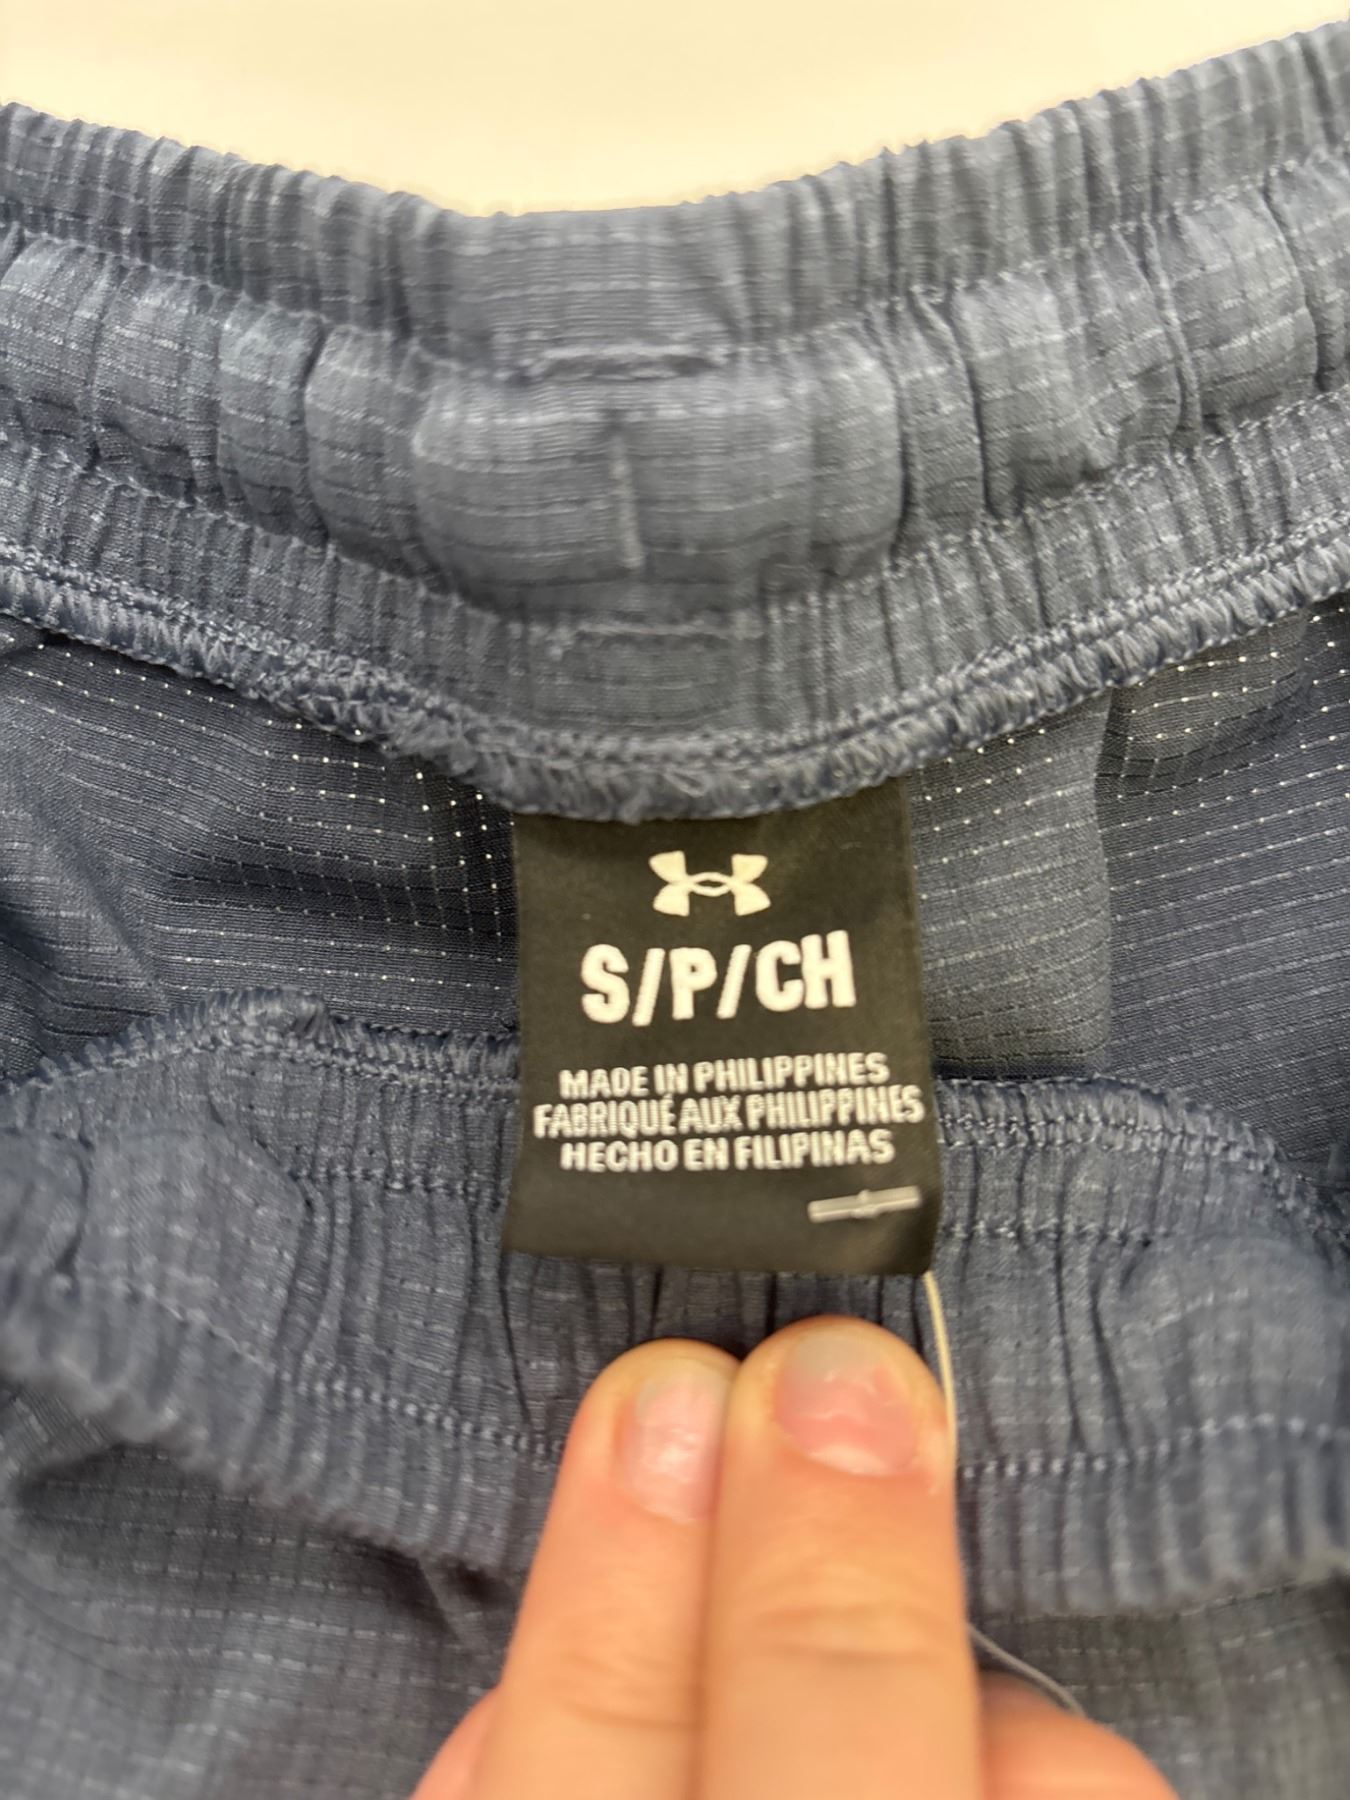 S/P/CH
MADE IN PHILIPPINES
FABRIQUÉ AUX PHILIPPINES
HECHO EN FILIPINAS